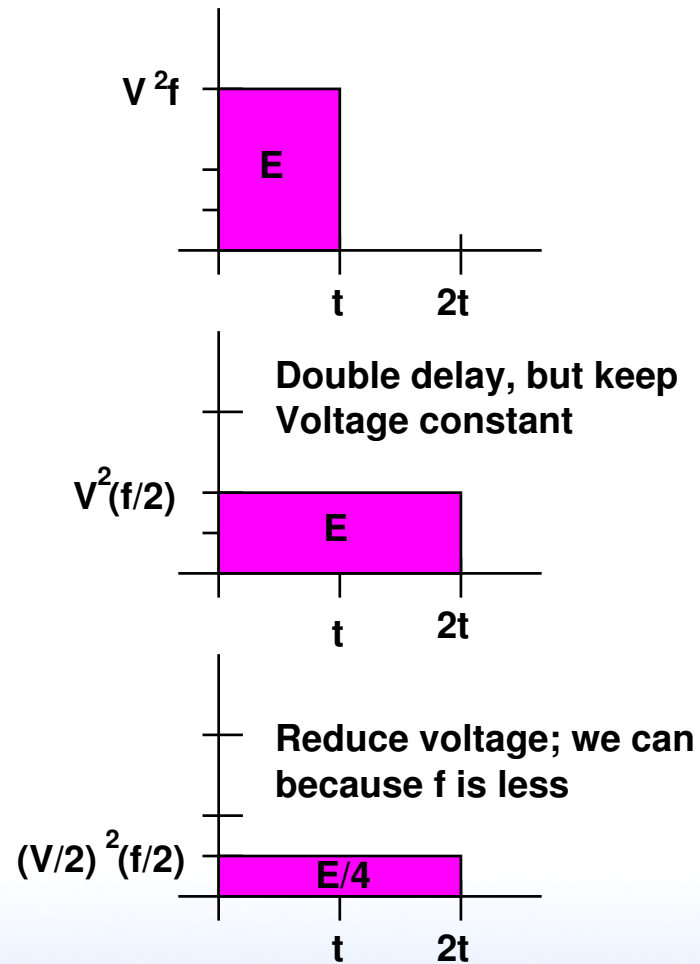 V²f
E
t 2t
Double delay, but keep
Voltage constant
V²(f/2)
E
t 2t
Reduce voltage; we can
because f is less
(V/2)²(f/2)
E/4
t 2t